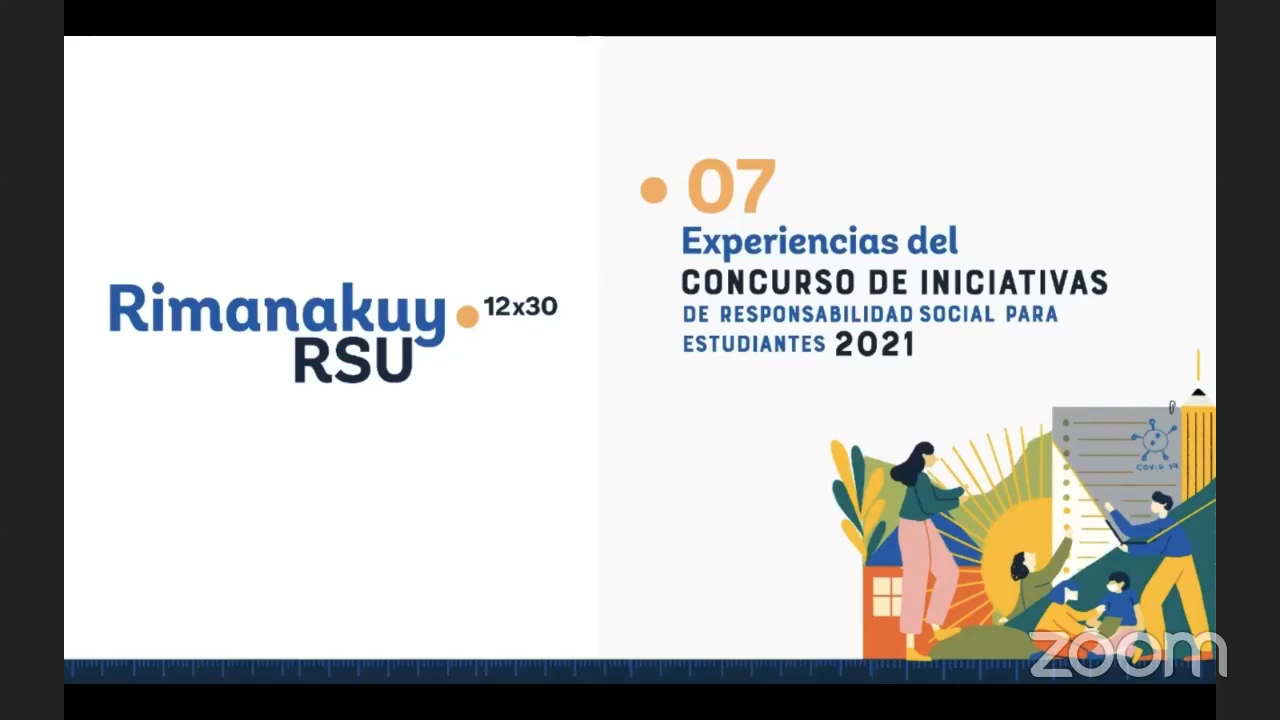 Rimanakuy 12x30
RSU
07
Experiencias del
CONCURSO DE INICIATIVAS
DE RESPONSABILIDAD SOCIAL PARA
ESTUDIANTES 2021
COVID 19
zoom